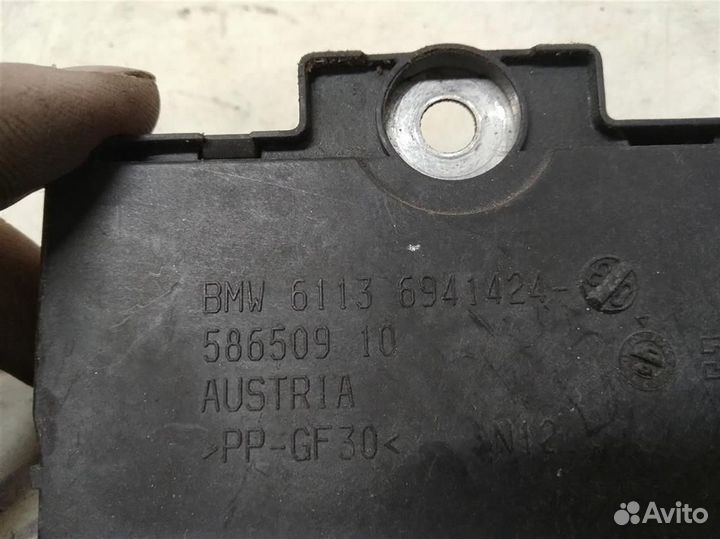 BMW 6113 6941424-
586509 10
AUSTRIA
>PP-GF30<
N12
Avito